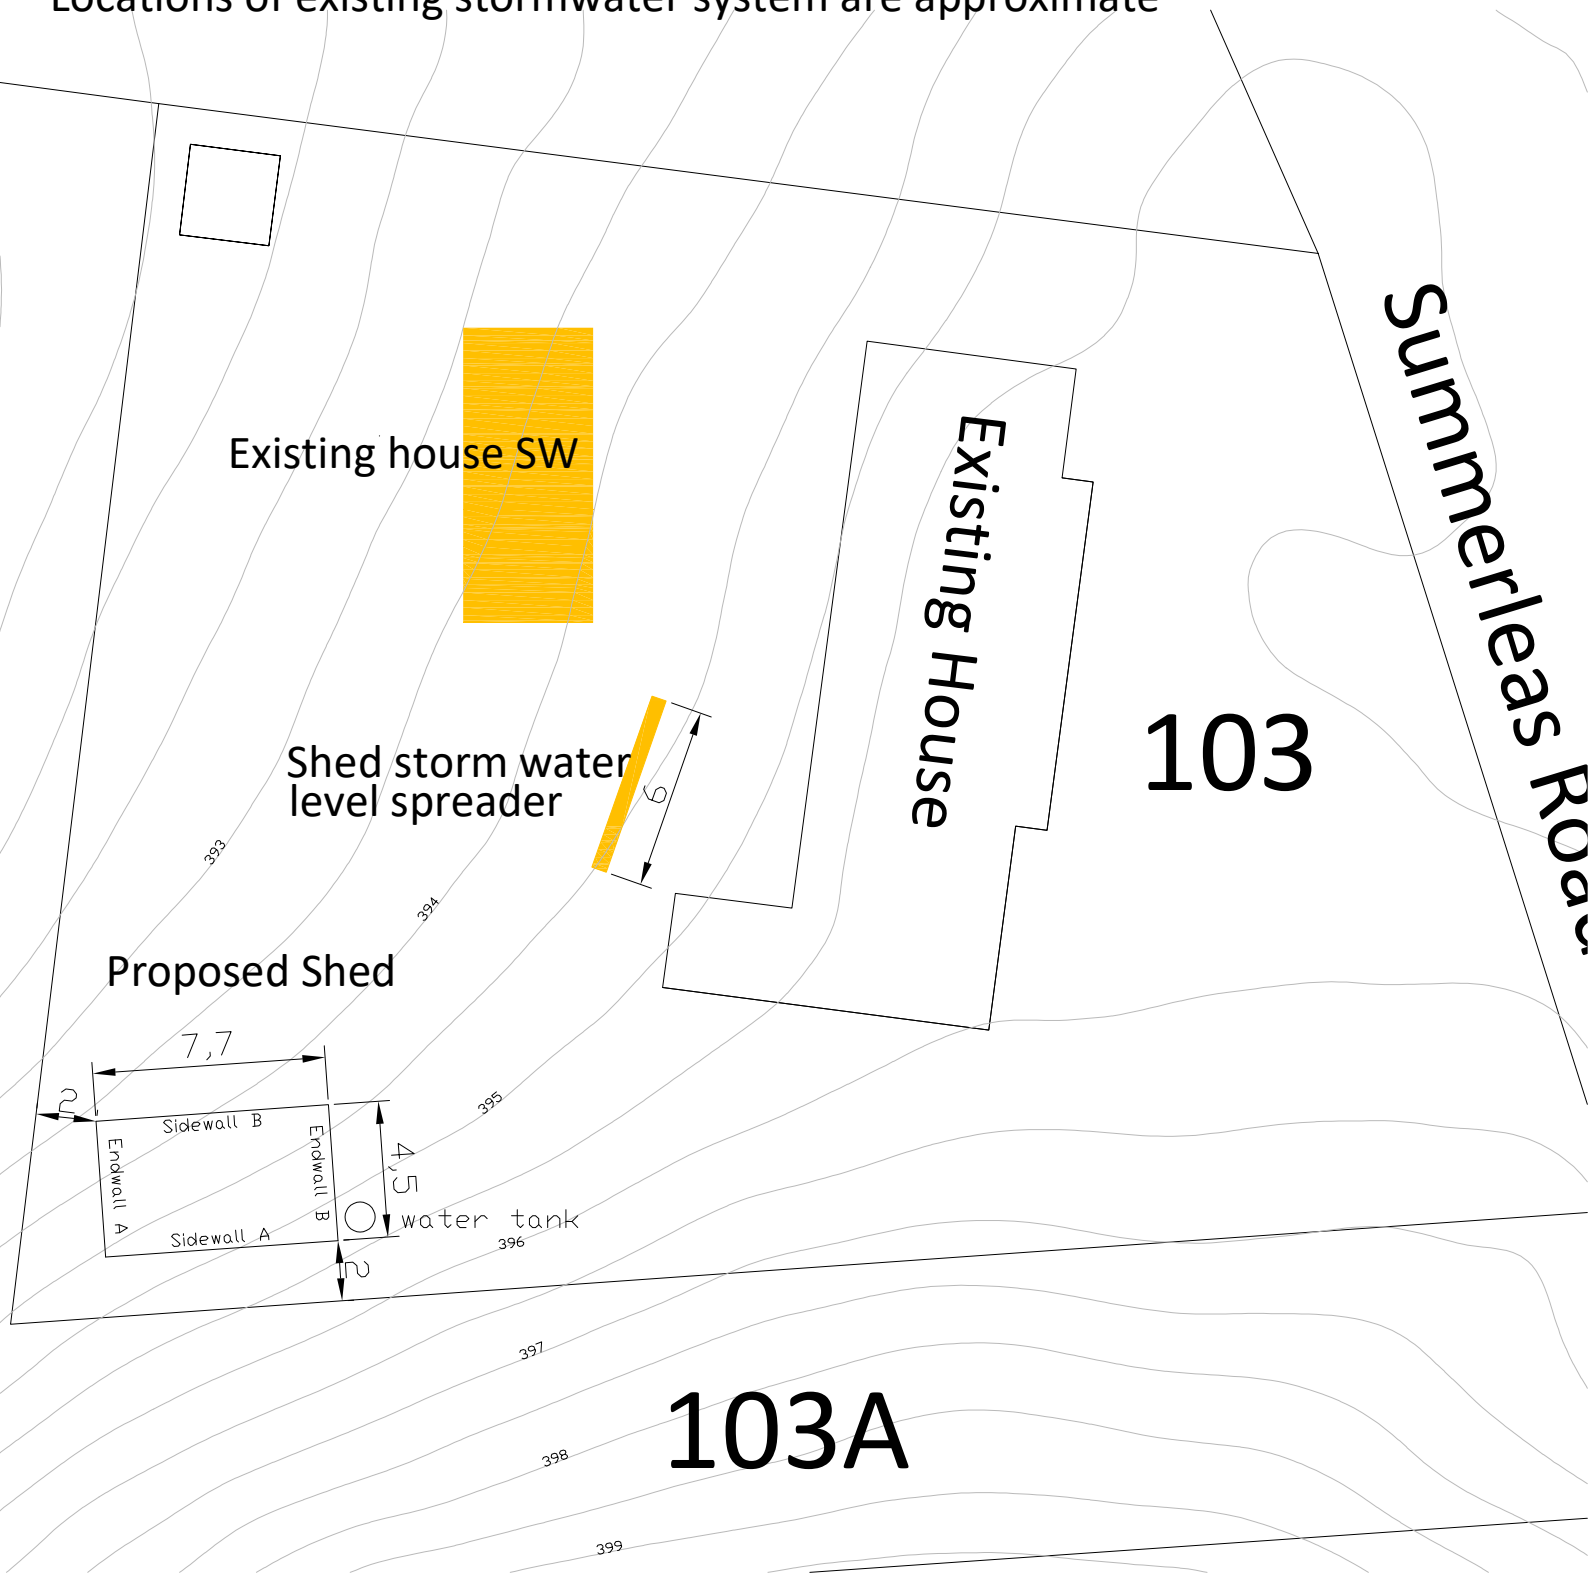 Locations of existing stormwater system are approximate
Summerleas Road
Existing house SW
Existing House
103
Shed storm water
level spreader
9
393
394
Proposed Shed
7,7
2
Sidewall B
Endwall A
Endwall B
4,5
395
water tank
Sidewall A
396
2
397
103A
398
399